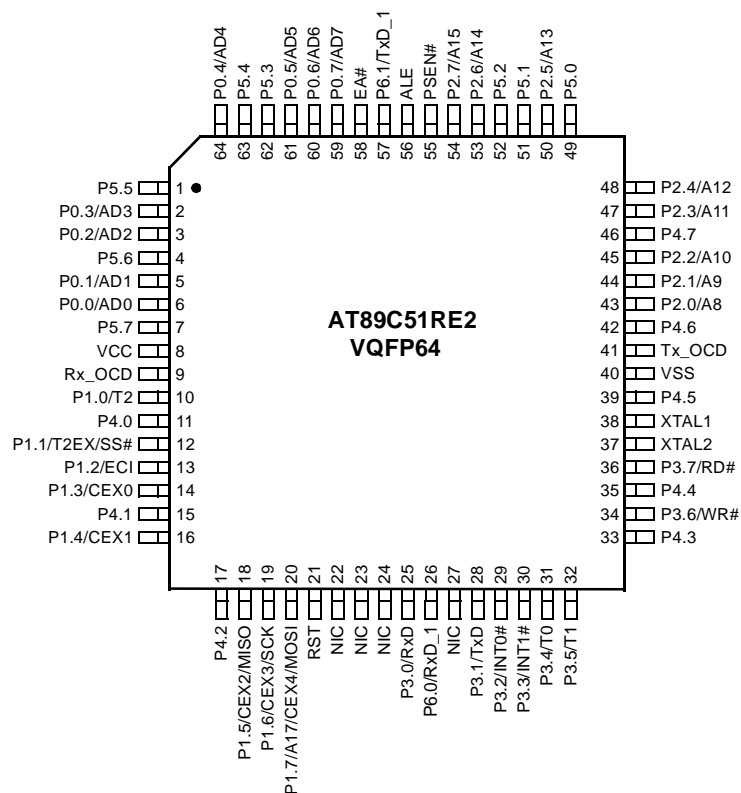 P0.4/AD4
P5.4
P5.3
P0.5/AD5
P0.6/AD6
P0.7/AD7
EA#
P6.1/TxD_1
ALE
PSEN#
P2.7/A15
P2.6/A14
P5.2
P5.1
P2.5/A13
P5.0
64
63
62
61
60
59
58
57
56
55
54
53
52
51
50
49
P5.5 1
P0.3/AD3 2
P0.2/AD2 3
P5.6 4
P0.1/AD1 5
P0.0/AD0 6
P5.7 7
VCC 8
Rx_OCD 9
P1.0/T2 10
P4.0 11
P1.1/T2EX/SS# 12
P1.2/ECI 13
P1.3/CEX0 14
P4.1 15
P1.4/CEX1 16
AT89C51RE2
VQFP64
48 P2.4/A12
47 P2.3/A11
46 P4.7
45 P2.2/A10
44 P2.1/A9
43 P2.0/A8
42 P4.6
41 Tx_OCD
40 VSS
39 P4.5
38 XTAL1
37 XTAL2
36 P3.7/RD#
35 P4.4
34 P3.6/WR#
33 P4.3
17
18
19
20
21
22
23
24
25
26
27
28
29
30
31
32
P4.2
P1.5/CEX2/MISO
P1.6/CEX3/SCK
P1.7/A17/CEX4/MOSI
RST
NIC
NIC
NIC
P3.0/RxD
P6.0/RxD_1
NIC
P3.1/TxD
P3.2/INT0#
P3.3/INT1#
P3.4/T0
P3.5/T1